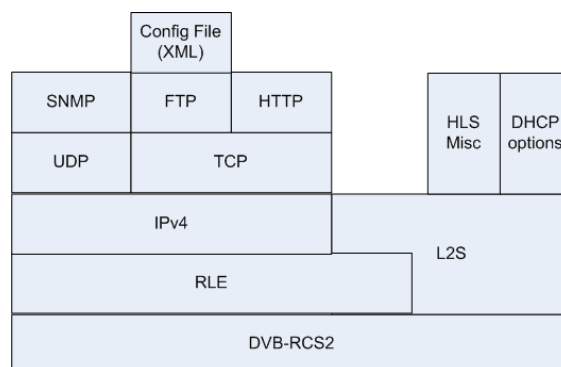 Config File
(XML)
SNMP
FTP
HTTP
HLS
Misc
DHCP
options
UDP
TCP
IPv4
L2S
RLE
DVB-RCS2